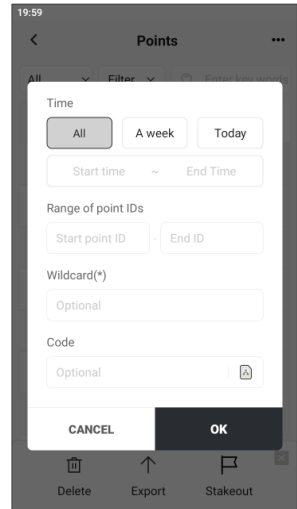 19:59
Points
All Filter Enter key words
Time
All A week Today
Start time ~ End Time
Range of point IDs
Start point ID - End ID
Wildcard(*)
Optional
Code
Optional
CANCEL OK
Delete Export Stakeout